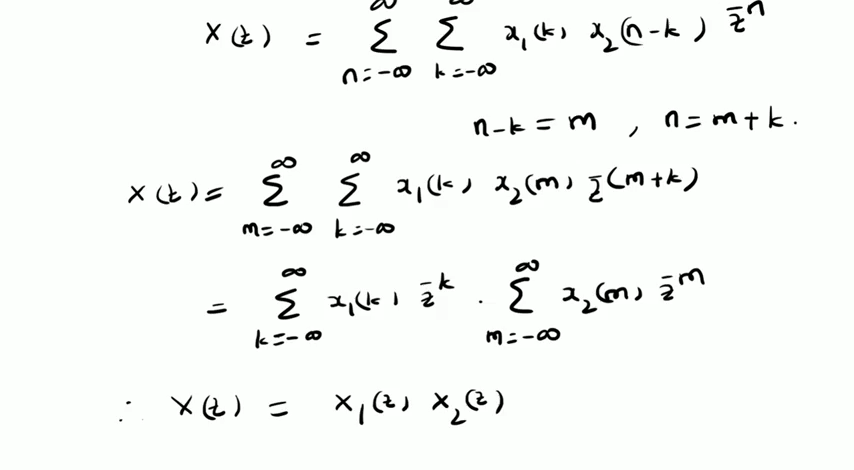 X(z) = ∑_{n=-∞}^{∞} ∑_{k=-∞}^{∞} x₁(k) x₂(n-k) z^{-n}
n-k = m , n = m+k.
X(z) = ∑_{m=-∞}^{∞} ∑_{k=-∞}^{∞} x₁(k) x₂(m) z^{-(m+k)}
= ∑_{k=-∞}^{∞} x₁(k) z^{-k} . ∑_{m=-∞}^{∞} x₂(m) z^{-m}
∴ X(z) = X₁(z) X₂(z)